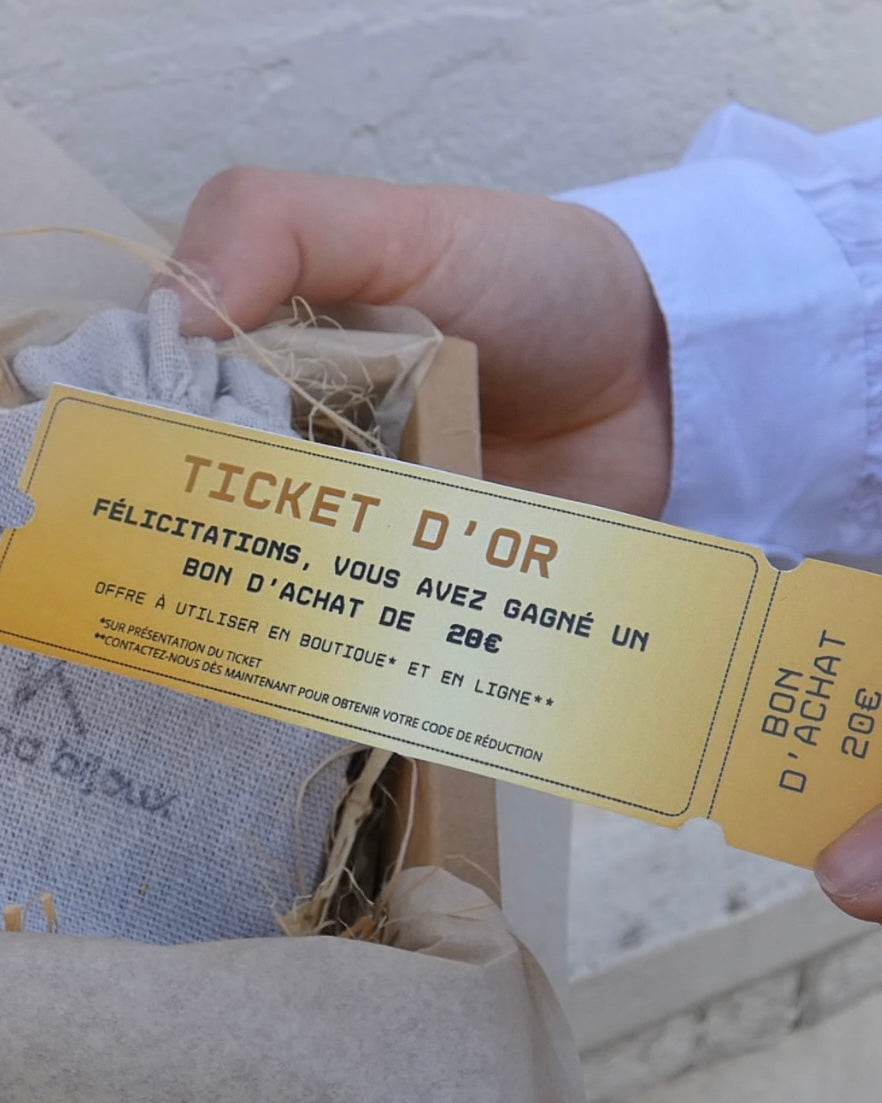 TICKET D'OR
FÉLICITATIONS, VOUS AVEZ GAGNÉ UN
BON D'ACHAT DE 20€
OFFRE À UTILISER EN BOUTIQUE* ET EN LIGNE**
*SUR PRÉSENTATION DU TICKET
**CONTACTEZ-NOUS DÈS MAINTENANT POUR OBTENIR VOTRE CODE DE RÉDUCTION
BON
D'ACHAT
20€
bijoux